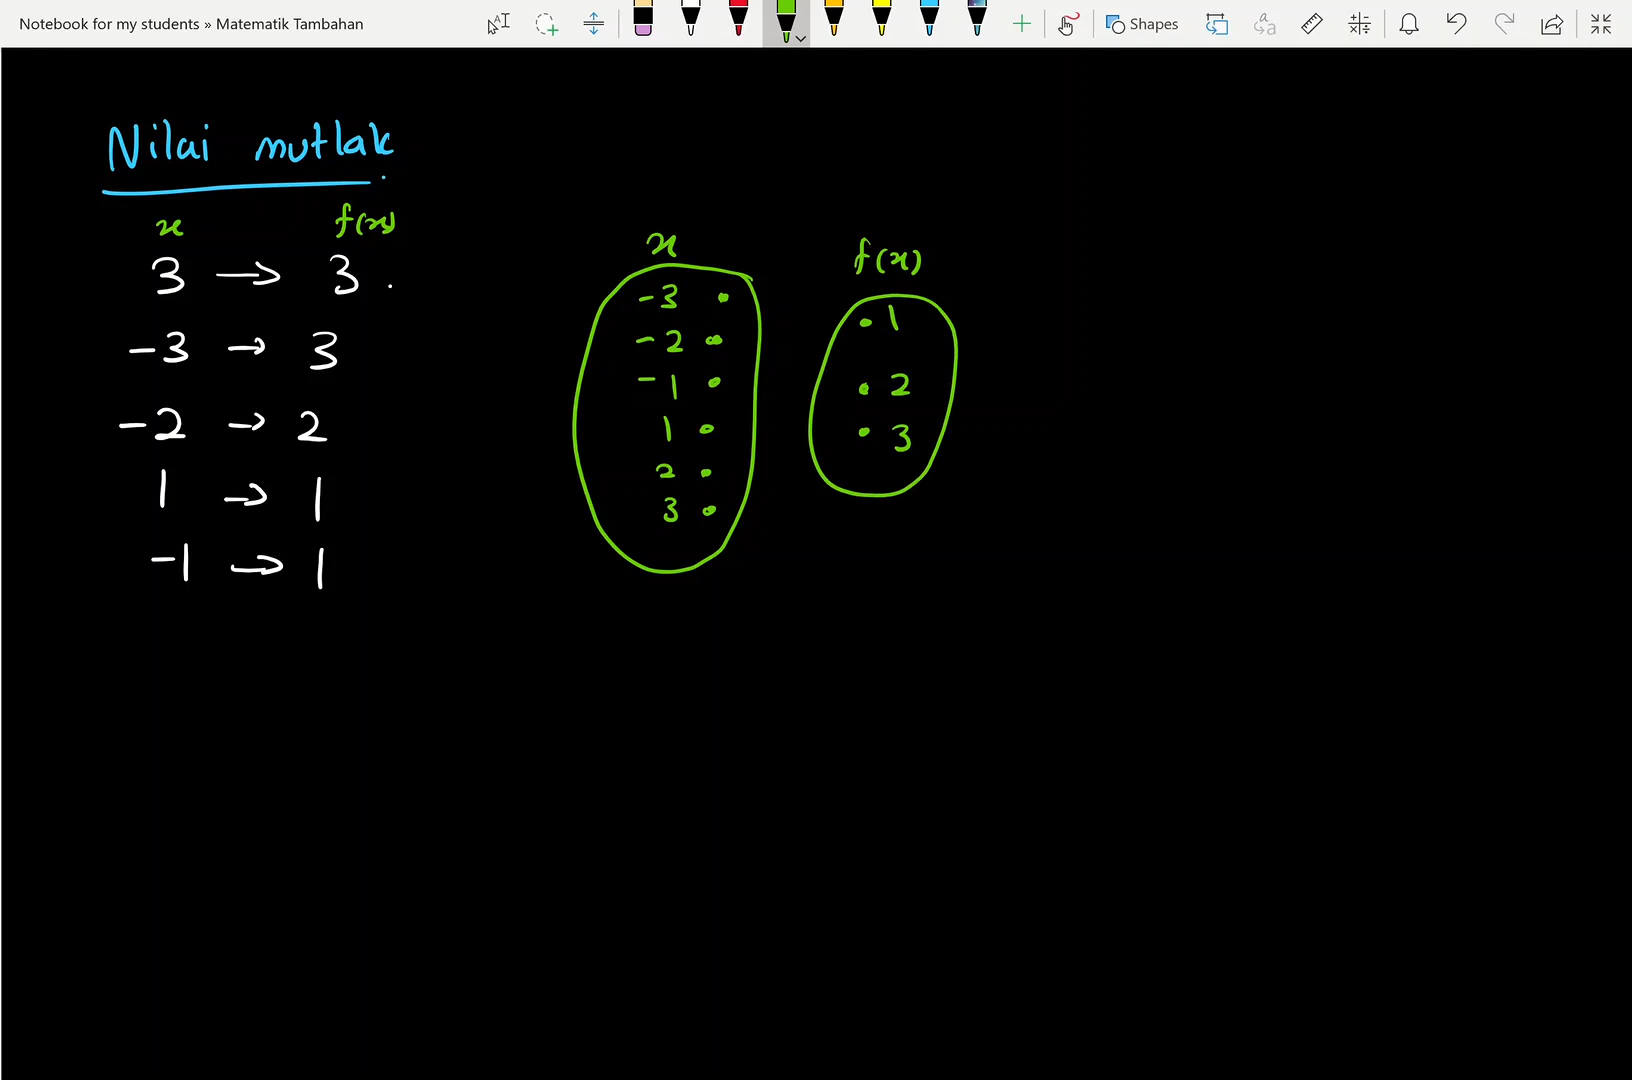 Notebook for my students » Matematik Tambahan
Shapes
Nilai mutlak
x f(x)
3 → 3
-3 → 3
-2 → 2
1 → 1
-1 → 1
x
-3
-2
-1
1
2
3
f(x)
1
2
3